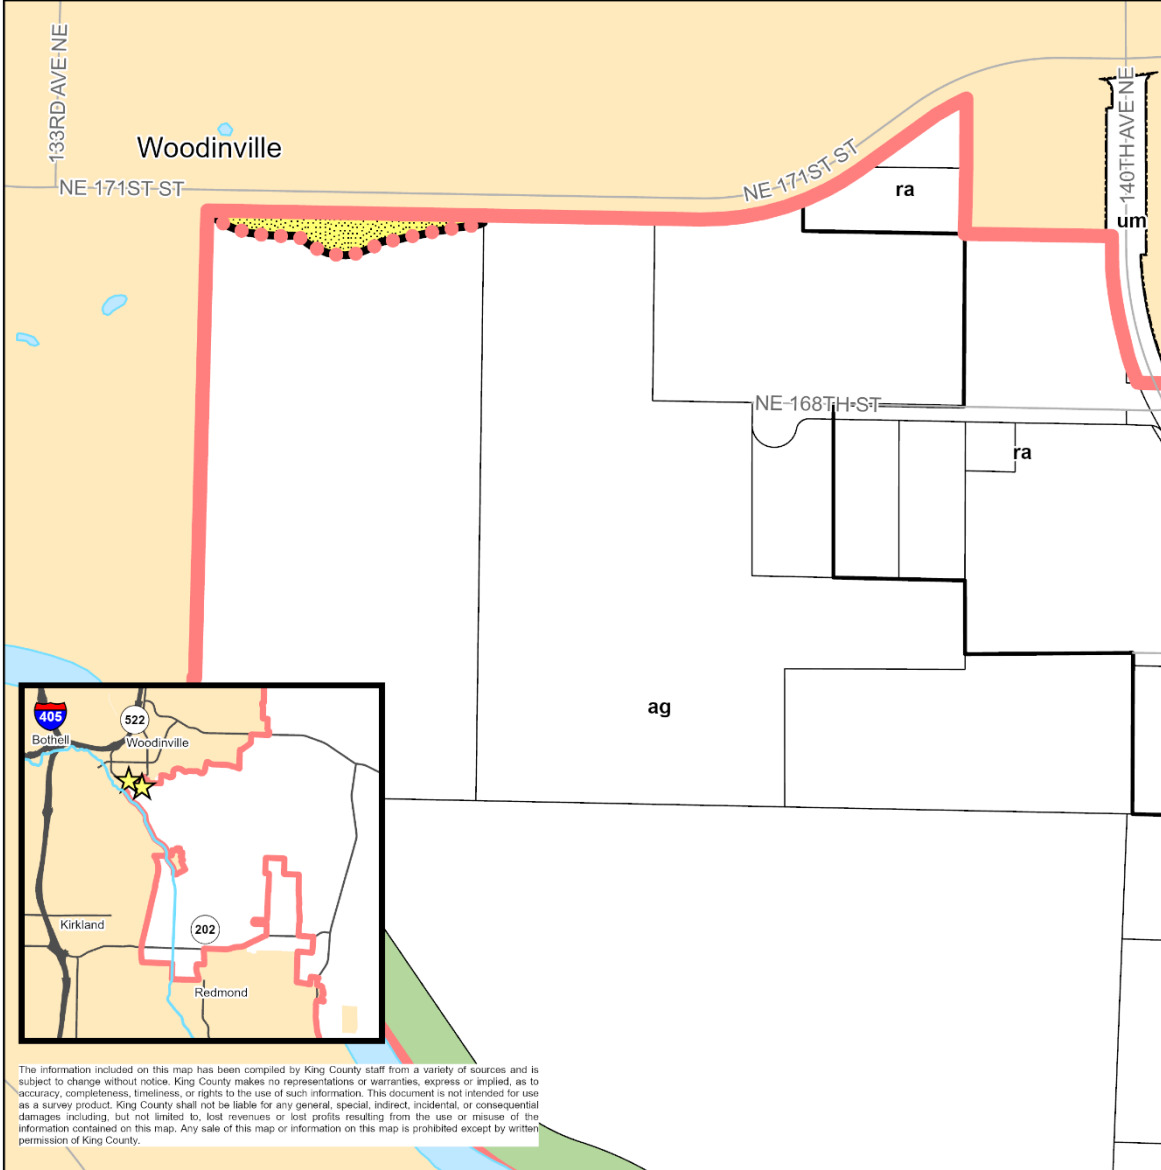 133RD AVE NE
140TH AVE NE
Woodinville
NE 171ST ST
NE 171ST ST
ra
um
NE 168TH ST
ra
ag
405
522
Bothell
Woodinville
Kirkland
202
Redmond
The information included on this map has been compiled by King County staff from a variety of sources and is
subject to change without notice. King County makes no representations or warranties, express or implied, as to
accuracy, completeness, timeliness, or rights to the use of such information. This document is not intended for use
as a survey product. King County shall not be liable for any general, special, indirect, incidental, or consequential
damages including, but not limited to, lost revenues or lost profits resulting from the use or misuse of the
information contained on this map. Any sale of this map or information on this map is prohibited except by written
permission of King County.